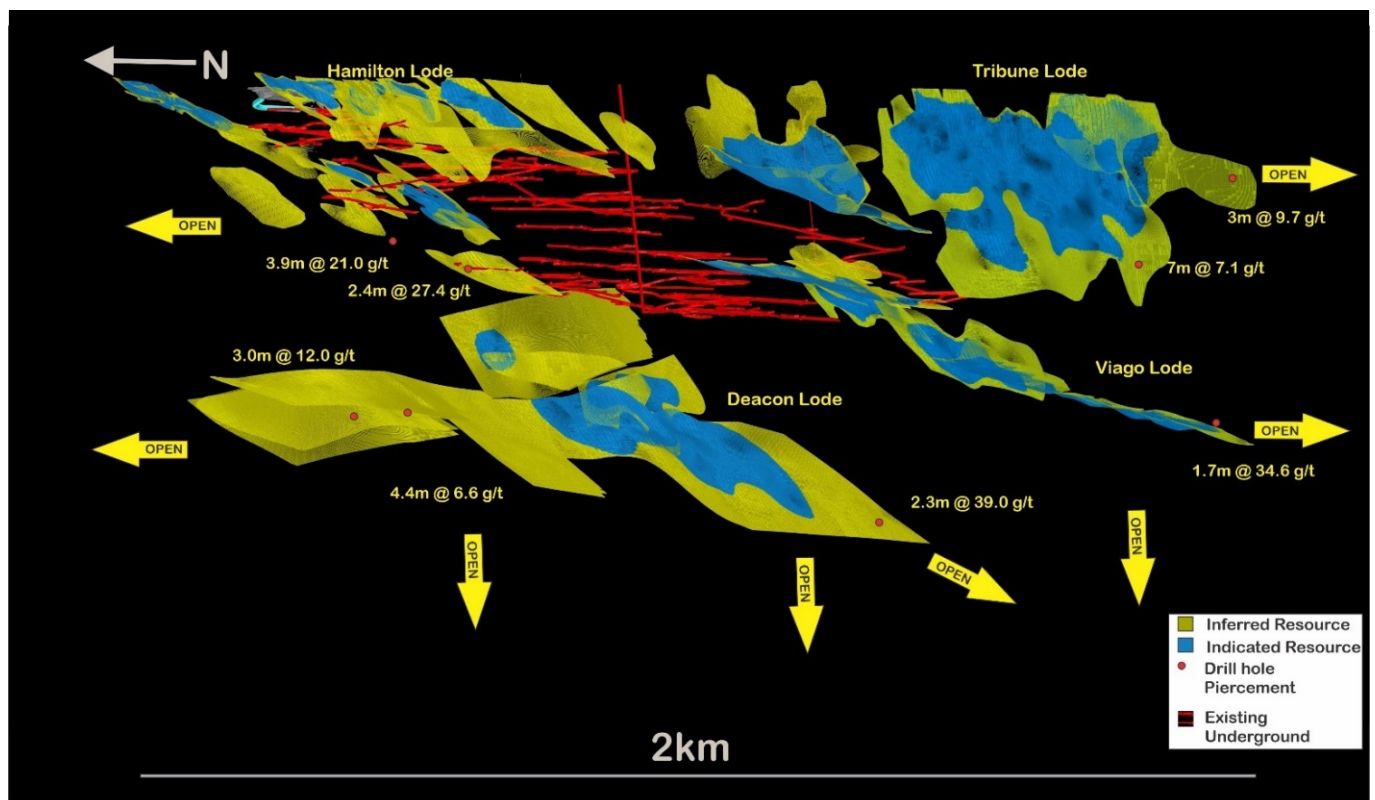 N
Hamilton Lode
Tribune Lode
OPEN
3m @ 9.7 g/t
OPEN
3.9m @ 21.0 g/t
7m @ 7.1g/t
2.4m @ 27.4 g/t
3.0m @ 12.0 g/t
Viago Lode
Deacon Lode
OPEN
OPEN
1.7m @ 34.6 g/t
4.4m @ 6.6 g/t
2.3m @ 39.0 g/t
OPEN
OPEN
OPEN
OPEN
Inferred Resource
Indicated Resource
Drill hole
Piercement
Existing
Underground
2km